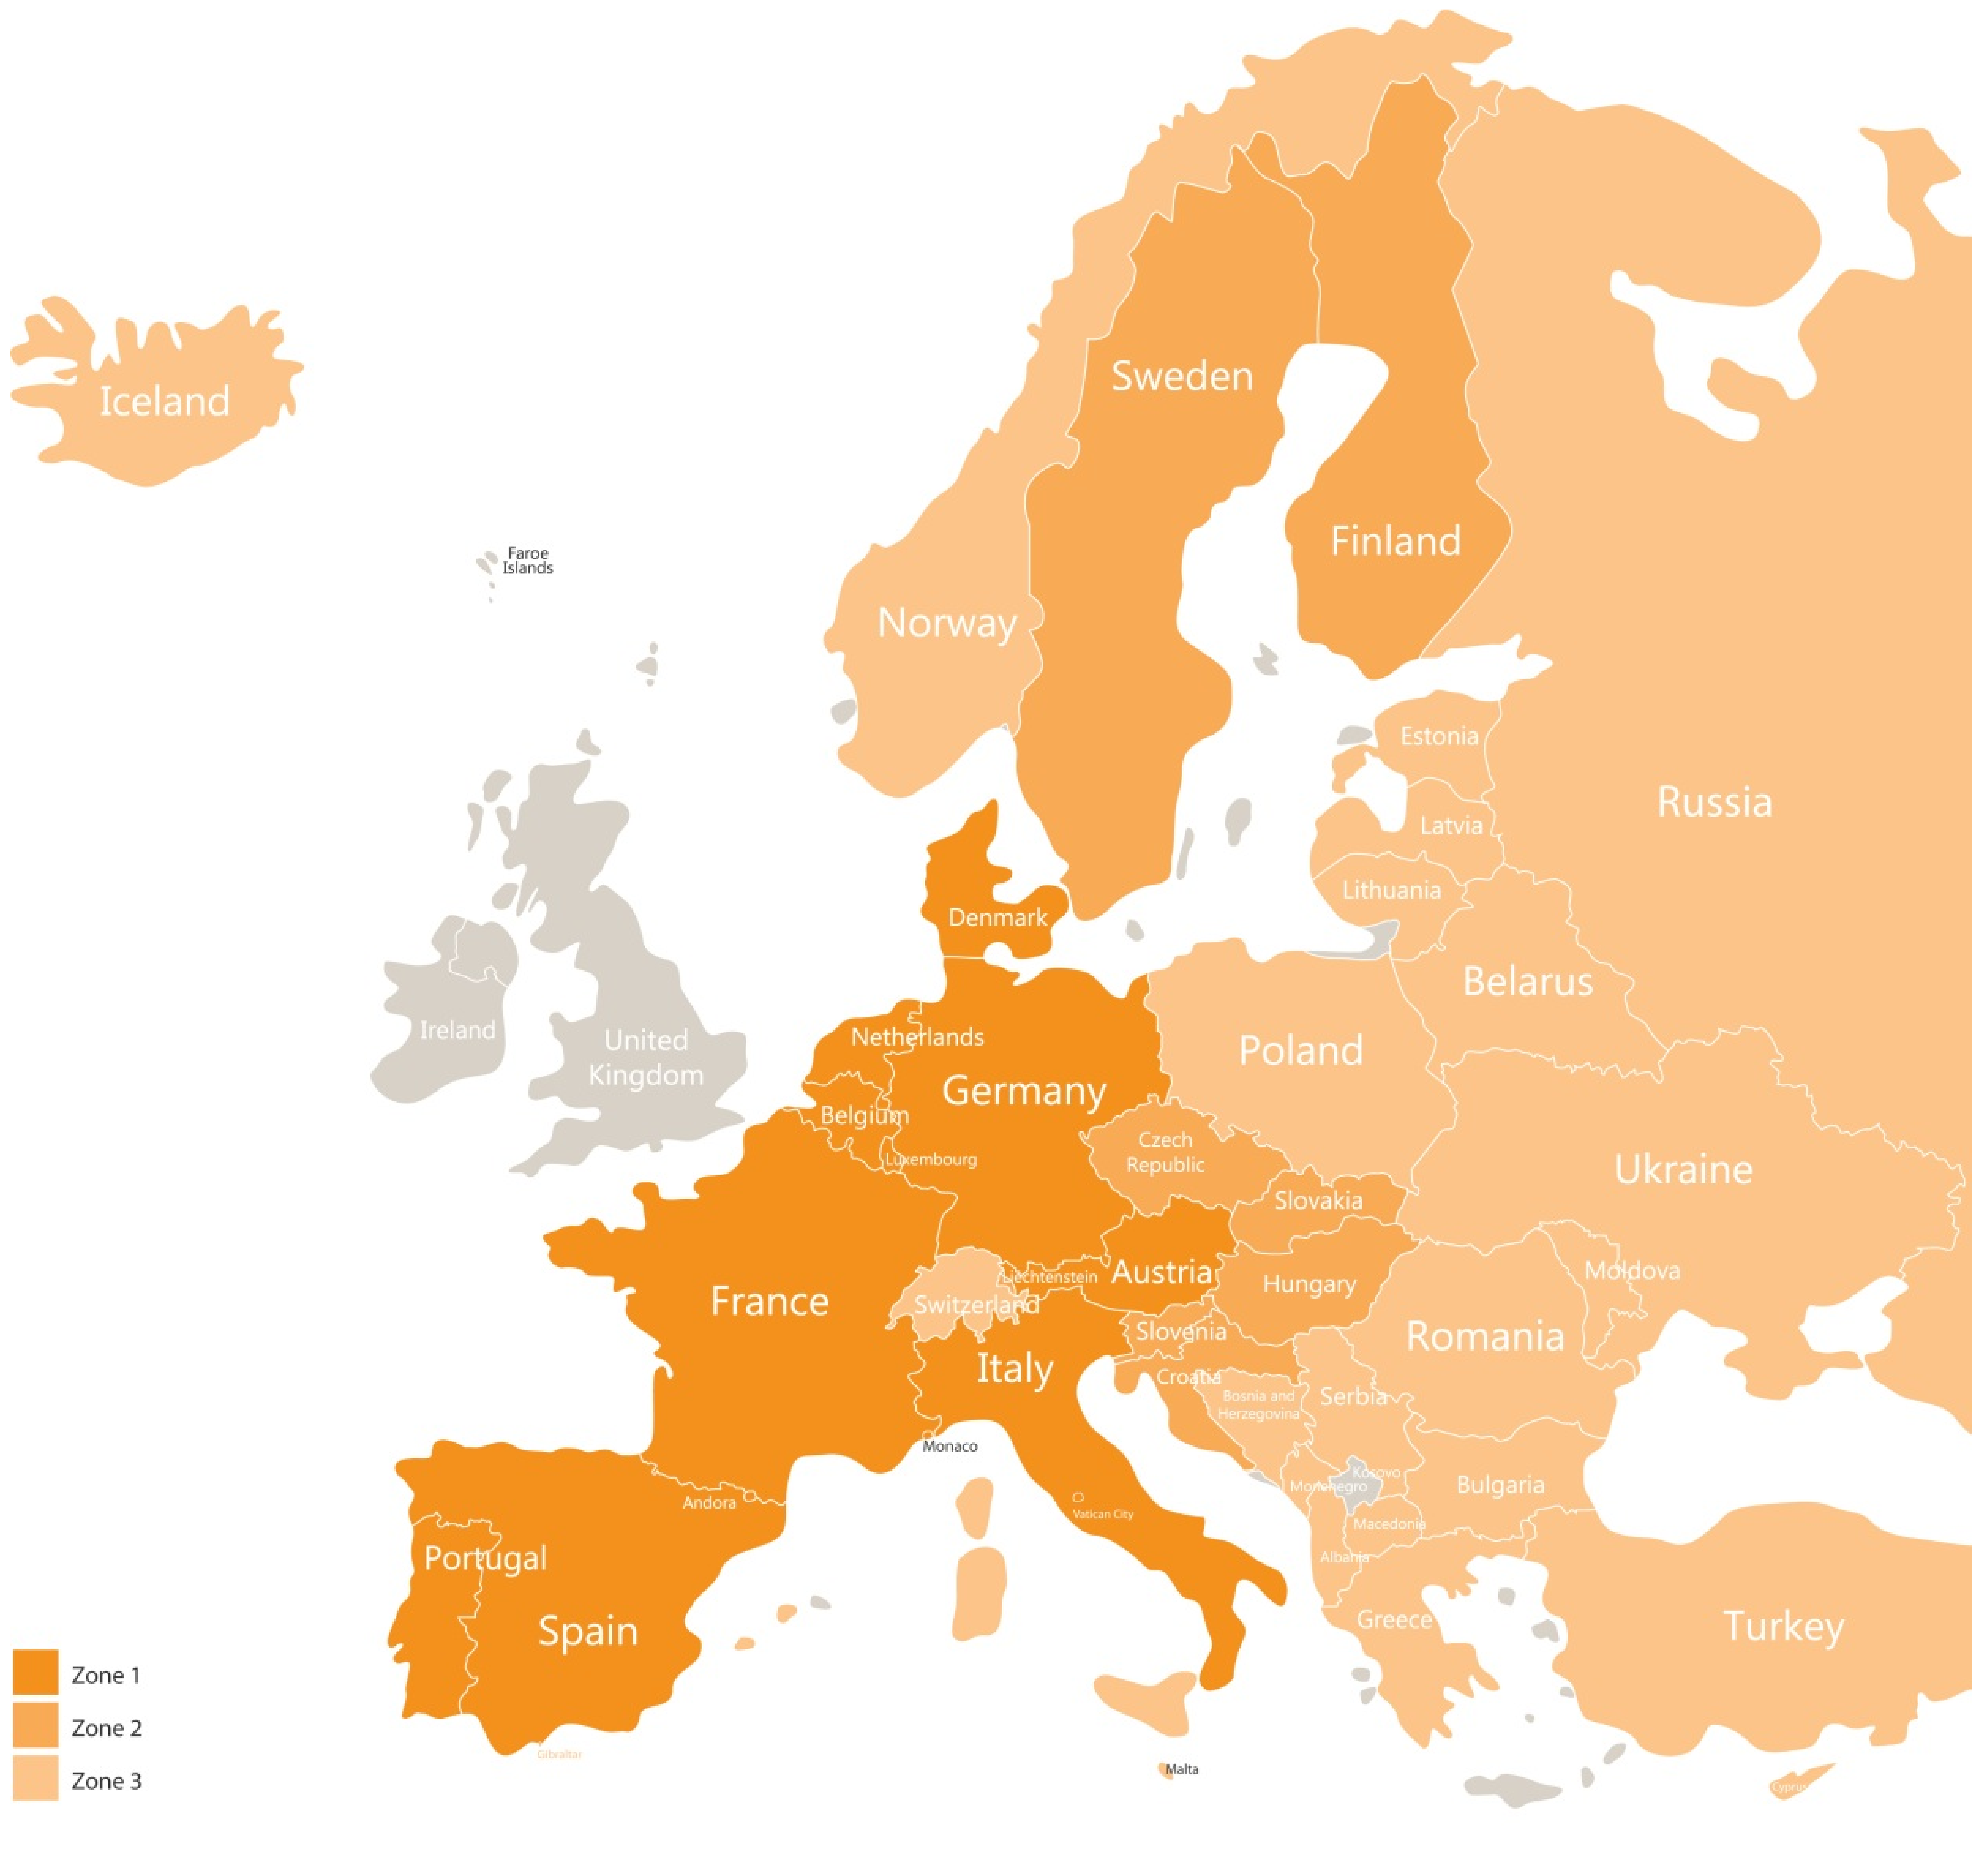 Iceland
Faroe
Islands
Sweden
Finland
Norway
Estonia
Russia
Latvia
Lithuania
Denmark
Belarus
Ireland
United
Kingdom
Netherlands
Poland
Germany
Belgium
Czech
Republic
Luxembourg
Ukraine
Slovakia
Austria
Liechtenstein
Moldova
Hungary
France
Switzerland
Slovenia
Romania
Italy
Croatia
Bosnia and
Herzegovina
Serbia
Monaco
Kosovo
Montenegro
Bulgaria
Andora
Vatican City
Macedonia
Portugal
Albania
Greece
Turkey
Spain
Zone 1
Zone 2
Gibraltar
Malta
Zone 3
Cyprus